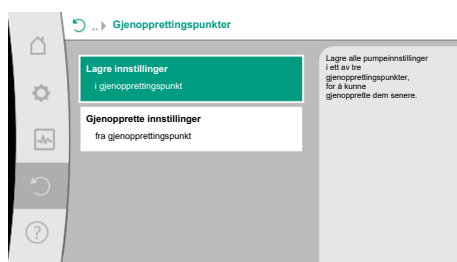 ..▸ Gjenopprettingspunkter
Lagre innstillinger
i gjenopprettingspunkt
Gjenopprette innstillinger
fra gjenopprettingspunkt
Lagre alle pumpeinnstillinger
i ett av tre
gjenopprettingspunkter,
for å kunne
gjenopprette dem senere.
?